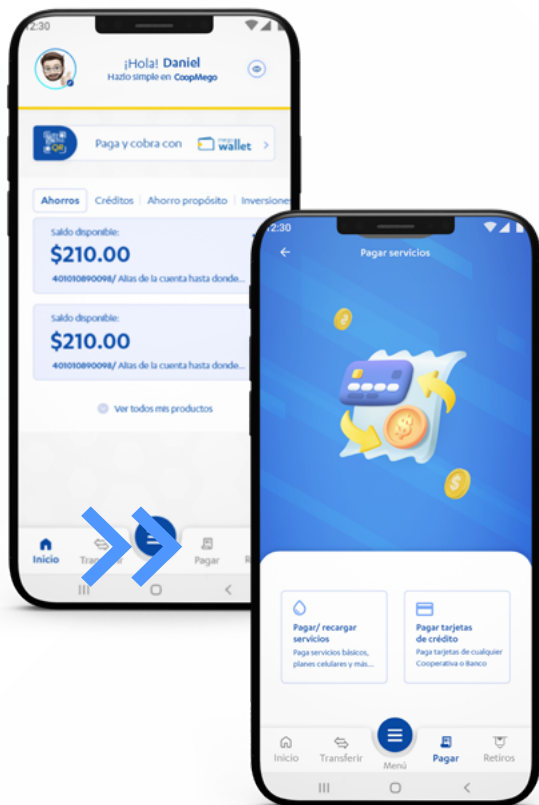 2:30
¡Hola! Daniel
Hazlo simple en CoopMego
QR
Paga y cobra con mego wallet
Ahorros Créditos Ahorro propósito Inversiones
Saldo disponible:
$210.00
401010890098/ Alias de la cuenta hasta donde...
Saldo disponible:
$210.00
401010890098/ Alias de la cuenta hasta donde...
Ver todos mis productos
Inicio Pagar
12:30
Pagar servicios
Pagar/ recargar
servicios
Paga servicios básicos,
planes celulares y más...
Pagar tarjetas
de crédito
Paga tarjetas de cualquier
Cooperativa o Banco
Inicio Transferir Menú Pagar Retiros